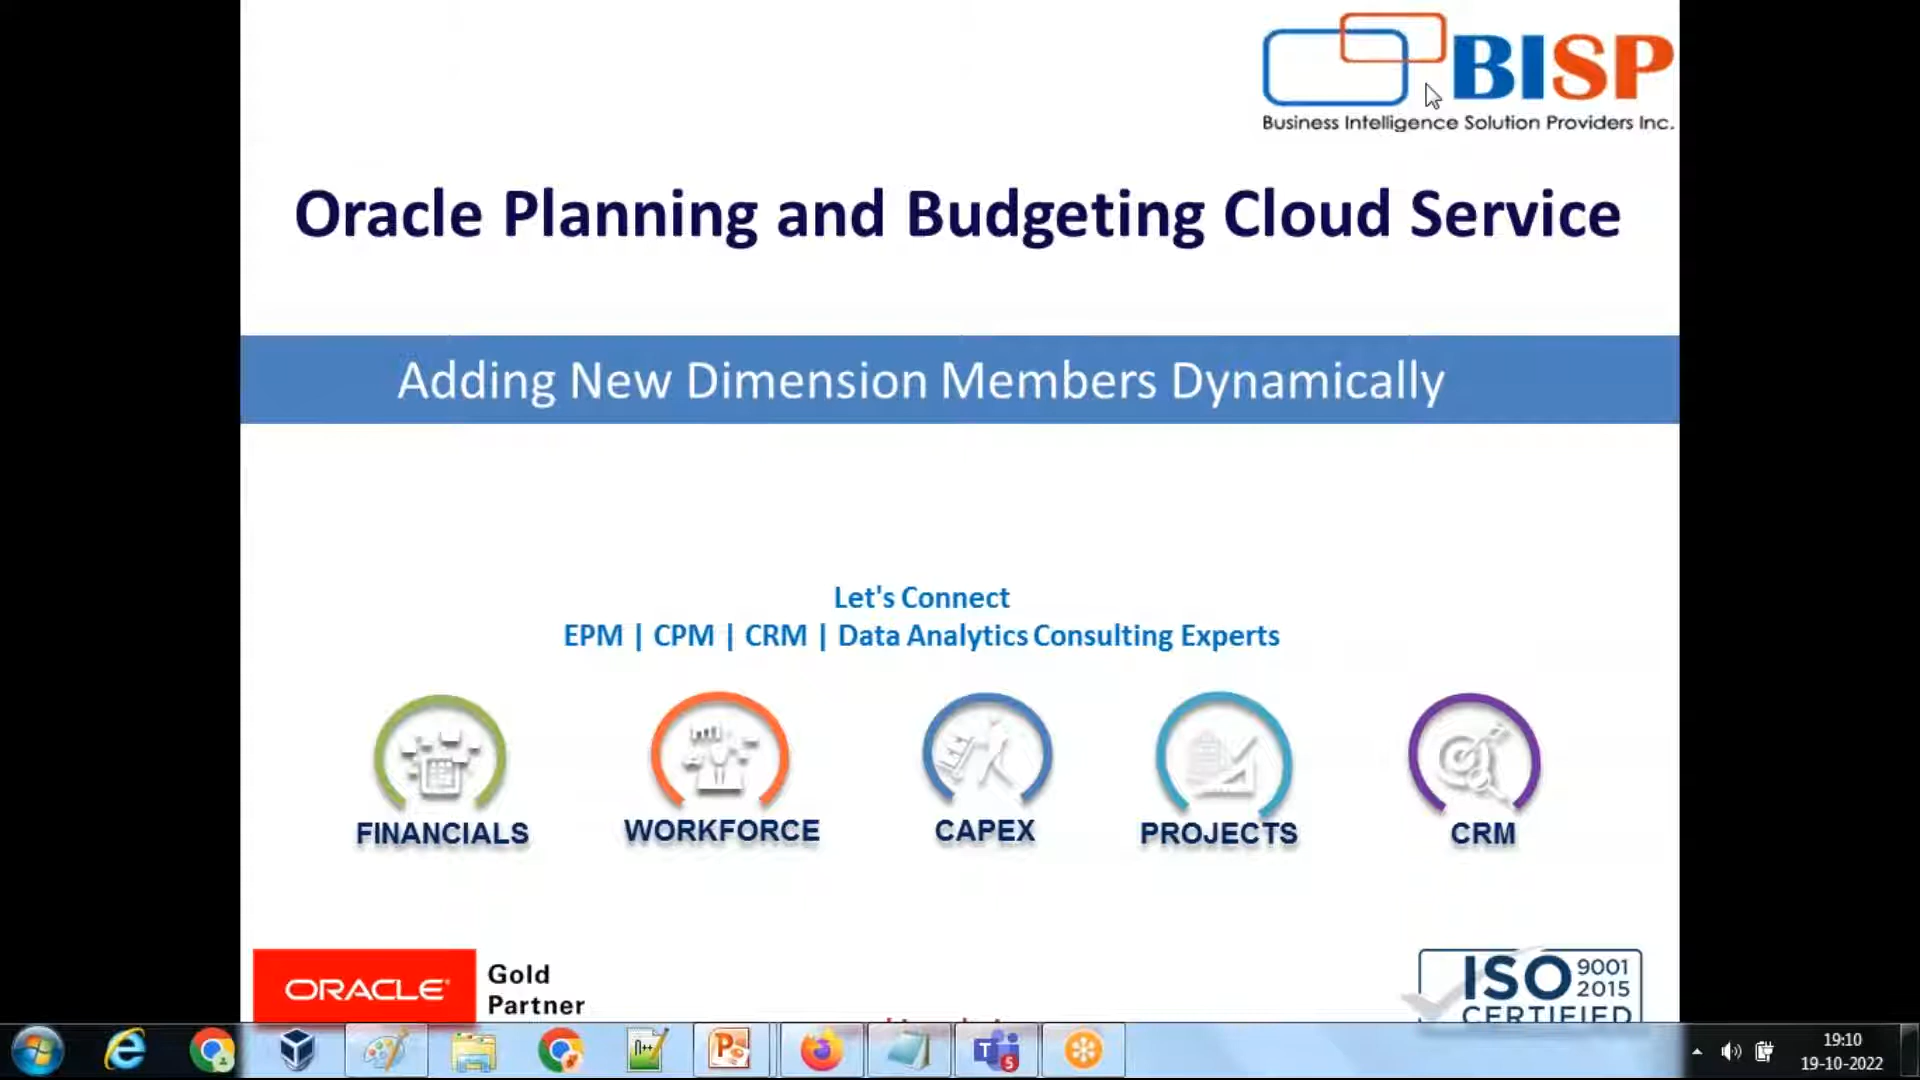 BISP
Business Intelligence Solution Providers Inc.
Oracle Planning and Budgeting Cloud Service
Adding New Dimension Members Dynamically
Let's Connect
EPM | CPM | CRM | Data Analytics Consulting Experts
FINANCIALS
WORKFORCE
CAPEX
PROJECTS
CRM
ORACLE
Gold
Partner
ISO 9001
2015
CERTIFIED
19:10
19-10-2022